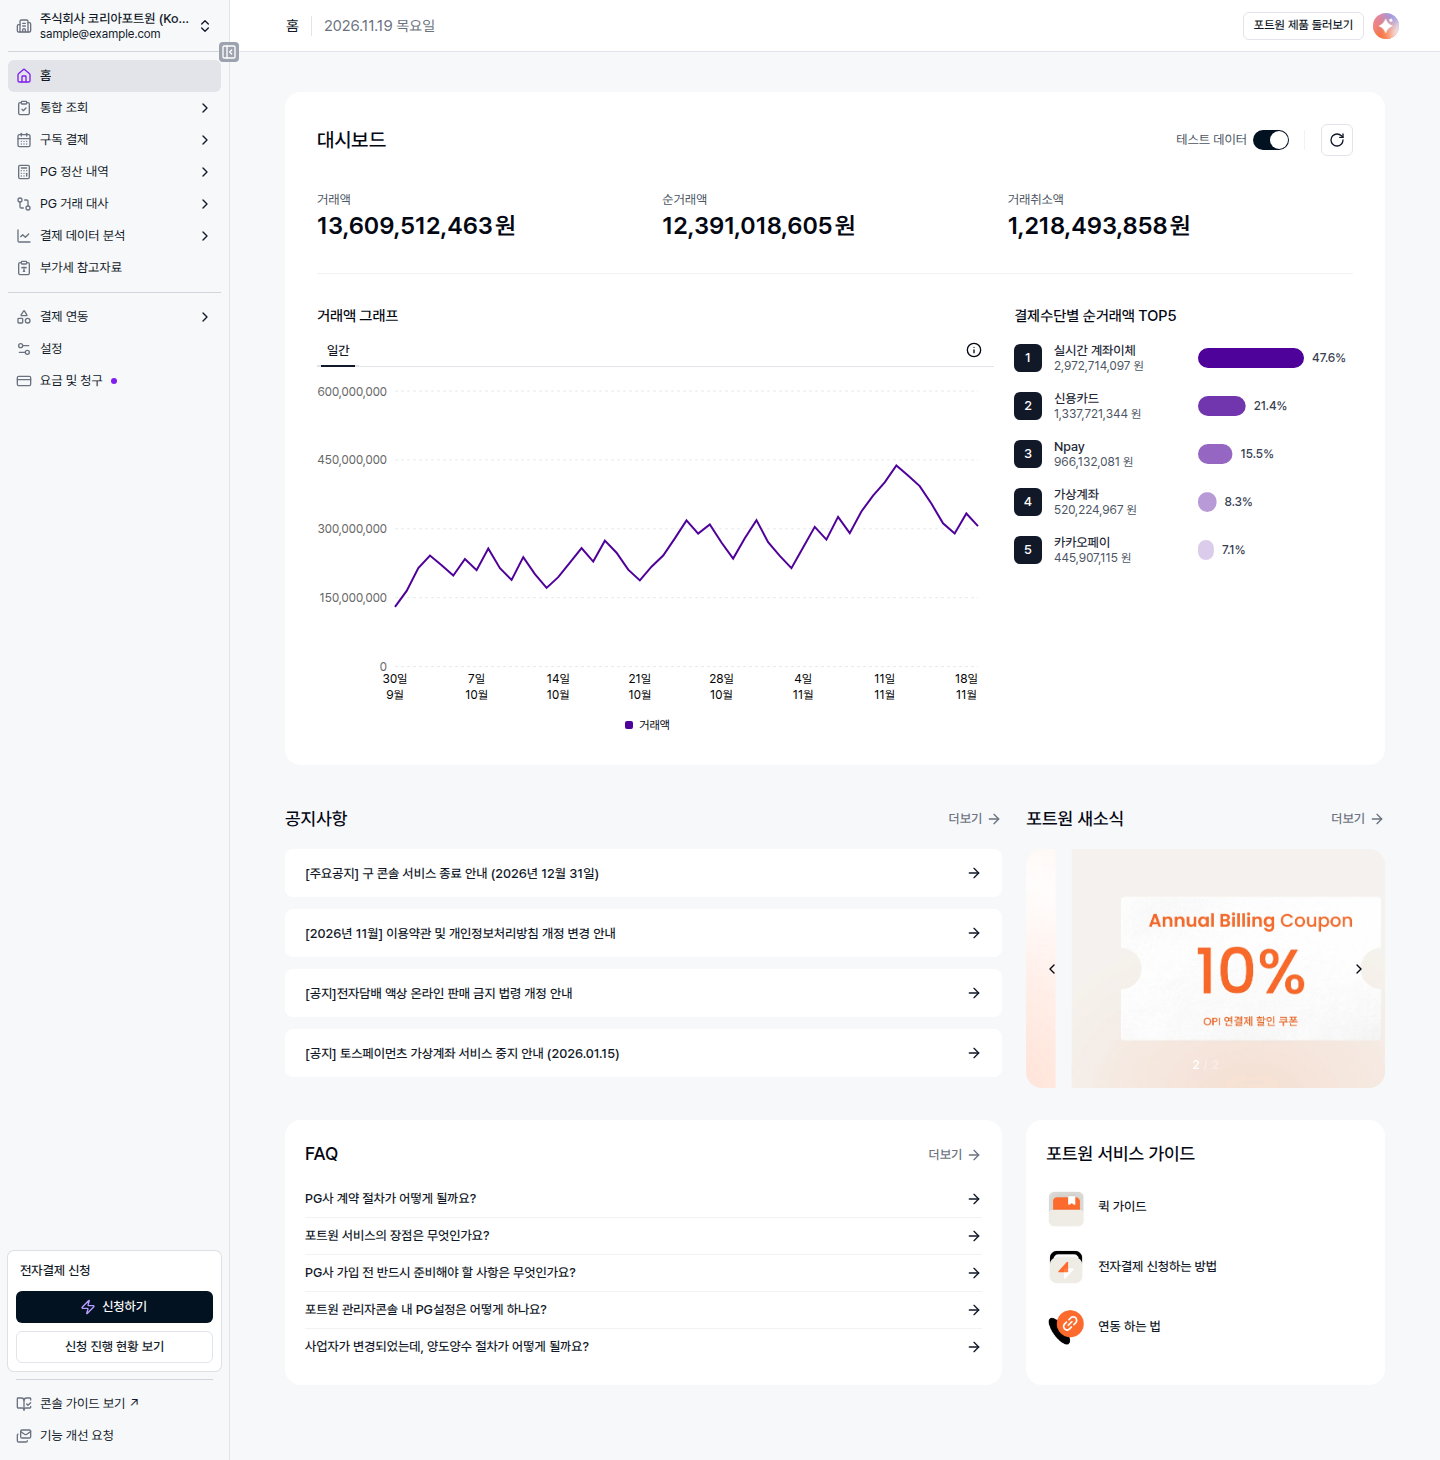 주식회사 코리아포트원 (Ko...
sample@example.com
홈
통합 조회
구독 결제
PG 정산 내역
PG 거래 대사
결제 데이터 분석
부가세 참고자료
결제 연동
설정
요금 및 청구
전자결제 신청
신청하기
신청 진행 현황 보기
콘솔 가이드 보기
기능 개선 요청
홈
2026.11.19 목요일
포트원 제품 둘러보기
대시보드
테스트 데이터
거래액
13,609,512,463원
순거래액
12,391,018,605원
거래취소액
1,218,493,858원
거래액 그래프
일간
600,000,000
450,000,000
300,000,000
150,000,000
0
30일
9월
7일
10월
14일
10월
21일
10월
28일
10월
4일
11월
11일
11월
18일
11월
거래액
결제수단별 순거래액 TOP5
1
실시간 계좌이체
2,972,714,097 원
47.6%
2
신용카드
1,337,721,344 원
21.4%
3
Npay
966,132,081 원
15.5%
4
가상계좌
520,224,967 원
8.3%
5
카카오페이
445,907,115 원
7.1%
공지사항
더보기
[주요공지] 구 콘솔 서비스 종료 안내 (2026년 12월 31일)
[2026년 11월] 이용약관 및 개인정보처리방침 개정 변경 안내
[공지]전자담배 액상 온라인 판매 금지 법령 개정 안내
[공지] 토스페이먼츠 가상계좌 서비스 중지 안내 (2026.01.15)
포트원 새소식
더보기
Annual Billing Coupon
10%
OPI 연결제 할인 쿠폰
2 / 2
FAQ
더보기
PG사 계약 절차가 어떻게 될까요?
포트원 서비스의 장점은 무엇인가요?
PG사 가입 전 반드시 준비해야 할 사항은 무엇인가요?
포트원 관리자콘솔 내 PG설정은 어떻게 하나요?
사업자가 변경되었는데, 양도양수 절차가 어떻게 될까요?
포트원 서비스 가이드
퀵 가이드
전자결제 신청하는 방법
연동 하는 법